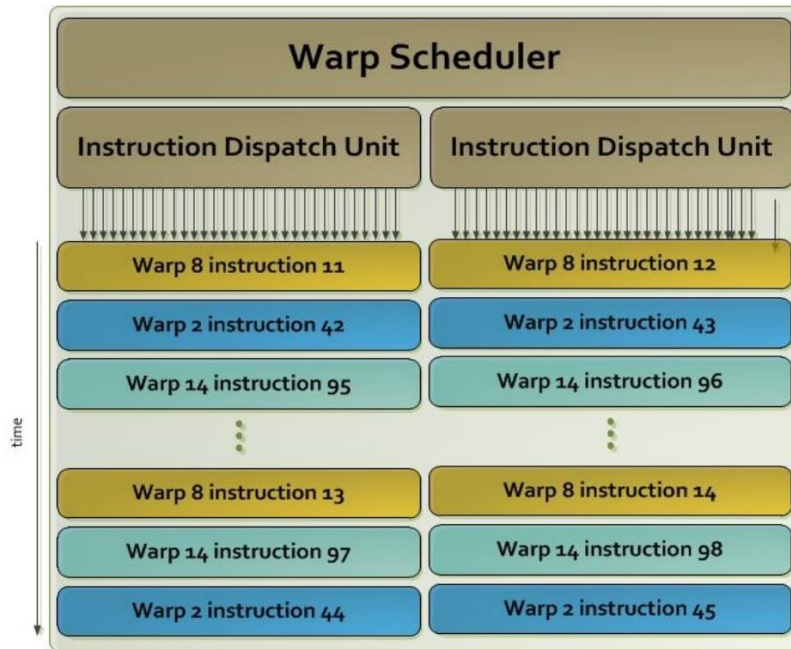 Warp Scheduler
Instruction Dispatch Unit
Instruction Dispatch Unit
Warp 8 instruction 11
Warp 8 instruction 12
Warp 2 instruction 42
Warp 2 instruction 43
Warp 14 instruction 95
Warp 14 instruction 96
time
Warp 8 instruction 13
Warp 8 instruction 14
Warp 14 instruction 97
Warp 14 instruction 98
Warp 2 instruction 44
Warp 2 instruction 45